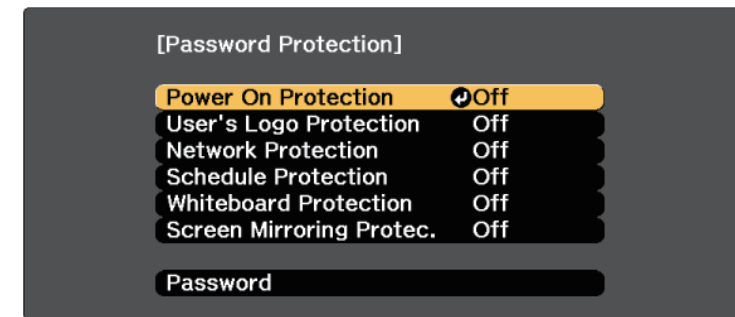 [Password Protection]
Power On Protection Off
User's Logo Protection Off
Network Protection Off
Schedule Protection Off
Whiteboard Protection Off
Screen Mirroring Protec. Off
Password